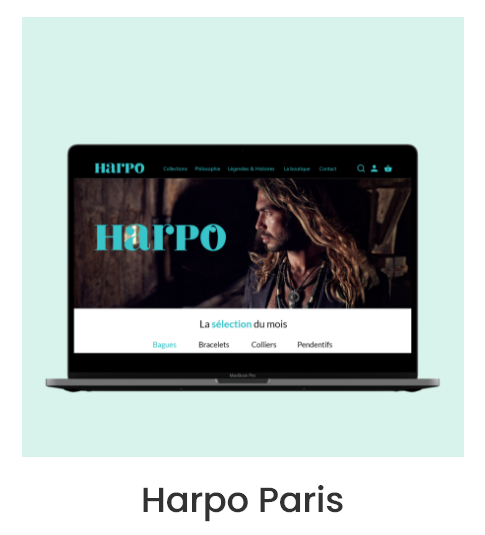 HARPO
Collections Philosophie Légendes & Histoires La boutique Contact
HARPO
La sélection du mois
Bagues Bracelets Colliers Pendentifs
MacBook Pro
Harpo Paris